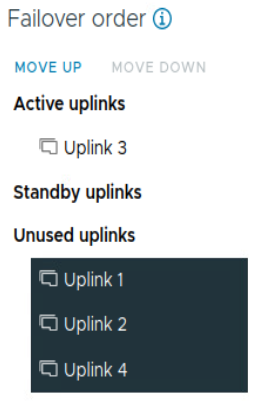 Failover order
MOVE UP MOVE DOWN
Active uplinks
Uplink 3
Standby uplinks
Unused uplinks
Uplink 1
Uplink 2
Uplink 4